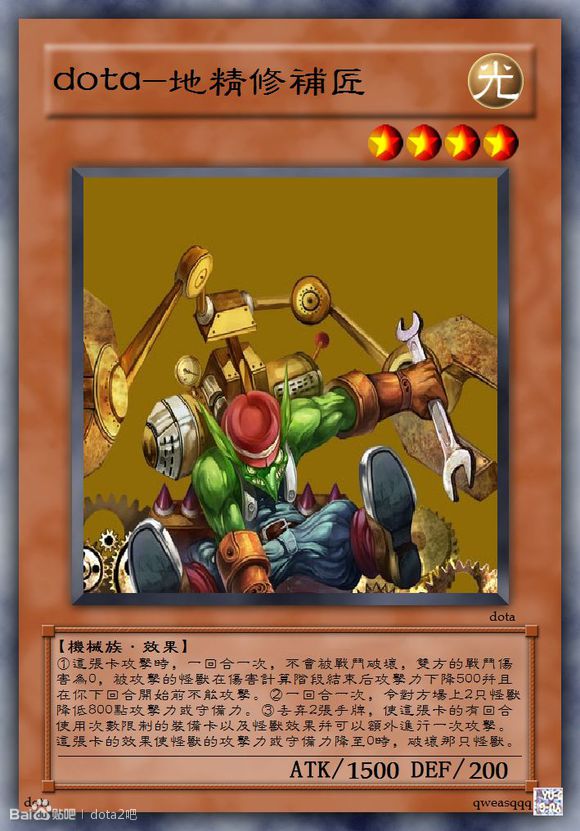 dota-地精修補匠
光
dota
【機械族·效果】
①這張卡攻擊時，一回合一次，不會被戰鬥破壞，雙方的戰鬥傷
害為0，被攻擊的怪獸在傷害計算階段結束后攻擊力下降500幷且
在你下回合開始前不能攻擊。②一回合一次，令對方場上2只怪獸
降低800點攻擊力或守備力。③丟弃2張手牌，使這張卡的有回合
使用次數限制的裝備卡以及怪獸效果幷可以額外進行一次攻擊。
這張卡的效果使怪獸的攻擊力或守備力降至0時，破壞那只怪獸。
ATK/1500 DEF/200
qweasqqq
Bai 贴吧 | dota2吧